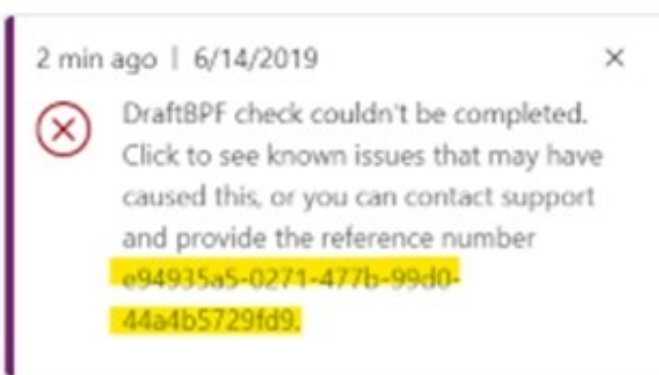 2 min ago | 6/14/2019
DraftBPF check couldn't be completed.
Click to see known issues that may have
caused this, or you can contact support
and provide the reference number
e94935a5-0271-477b-99d0-
44a4b5729fd9.